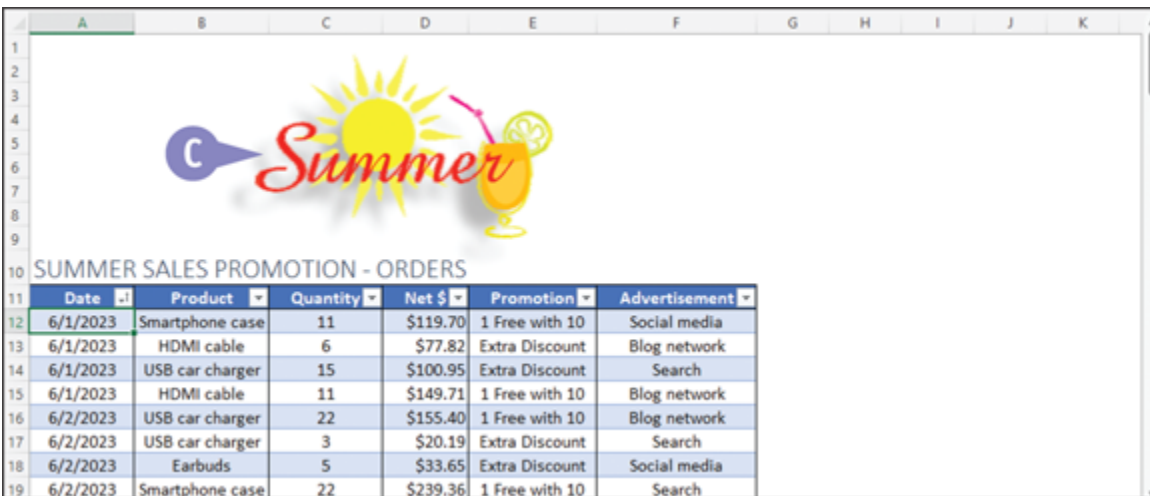 A B C D E F G H I J K
1
2
3
4
5 C Summer
6
7
8
9
10 SUMMER SALES PROMOTION - ORDERS
11 Date Product Quantity Net $ Promotion Advertisement
12 6/1/2023 Smartphone case 11 $119.70 1 Free with 10 Social media
13 6/1/2023 HDMI cable 6 $77.82 Extra Discount Blog network
14 6/1/2023 USB car charger 15 $100.95 Extra Discount Search
15 6/1/2023 HDMI cable 11 $149.71 1 Free with 10 Blog network
16 6/2/2023 USB car charger 22 $155.40 1 Free with 10 Blog network
17 6/2/2023 USB car charger 3 $20.19 Extra Discount Search
18 6/2/2023 Earbuds 5 $33.65 Extra Discount Social media
19 6/2/2023 Smartphone case 22 $239.36 1 Free with 10 Search